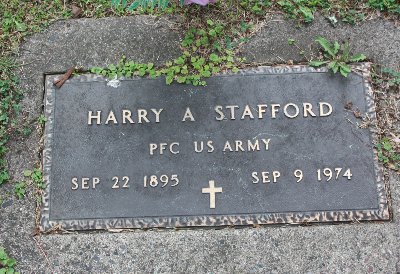 HARRY A STAFFORD
PFC US ARMY
SEP 22 1895 SEP 9 1974